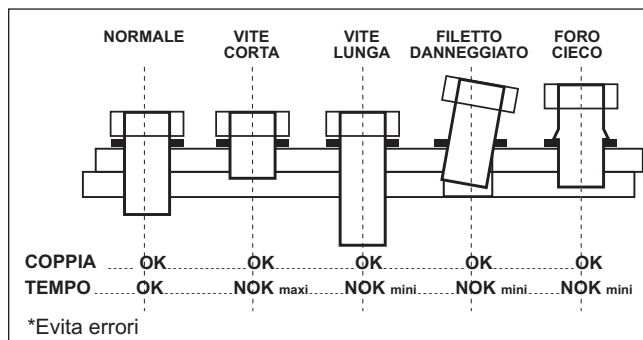 NORMALE VITE VITE FILETTO FORO
CORTA LUNGA DANNEGGIATO CIECO
COPPIA ..... OK ..... OK ..... OK ..... OK ..... OK
TEMPO ..... OK ..... NOK maxi ..... NOK mini ..... NOK mini ..... NOK mini
*Evita errori